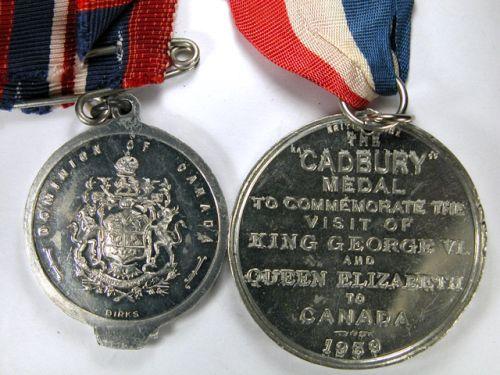 DOMINION OF CANADA
DIRKS
THE
"CADBURY"
MEDAL
TO COMMEMORATE THE
VISIT OF
KING GEORGE VI.
AND
QUEEN ELIZABETH
TO
CANADA
1939